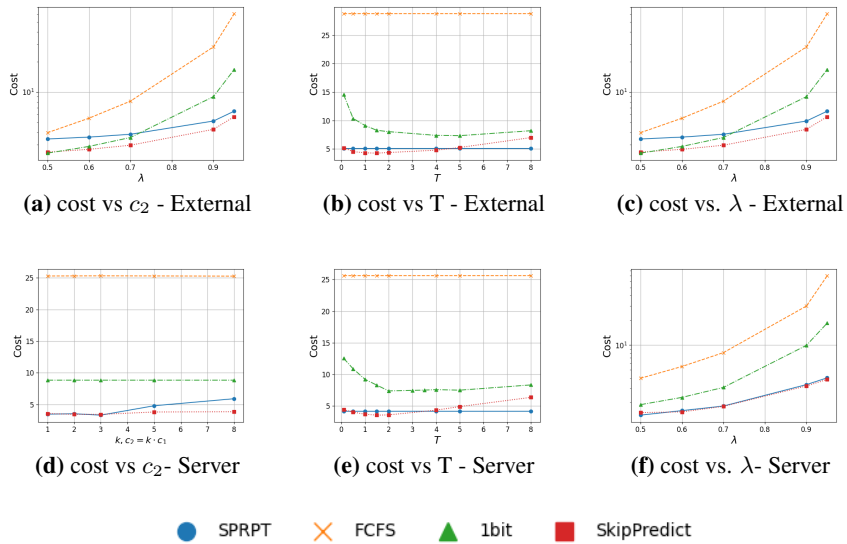 Cost
10¹
0.5 0.6 0.7 0.8 0.9
λ
(a) cost vs c₂ - External
Cost
30
25
20
15
10
5
0 1 2 3 4 5 6 7 8
T
(b) cost vs T - External
Cost
10¹
0.5 0.6 0.7 0.8 0.9
λ
(c) cost vs. λ - External
Cost
25
20
15
10
5
1 2 3 4 5 6 7 8
k, c₂ = k · c₁
(d) cost vs c₂- Server
Cost
25
20
15
10
5
0 1 2 3 4 5 6 7 8
T
(e) cost vs T - Server
Cost
10¹
0.5 0.6 0.7 0.8 0.9
λ
(f) cost vs. λ- Server
SPRPT FCFS 1bit SkipPredict